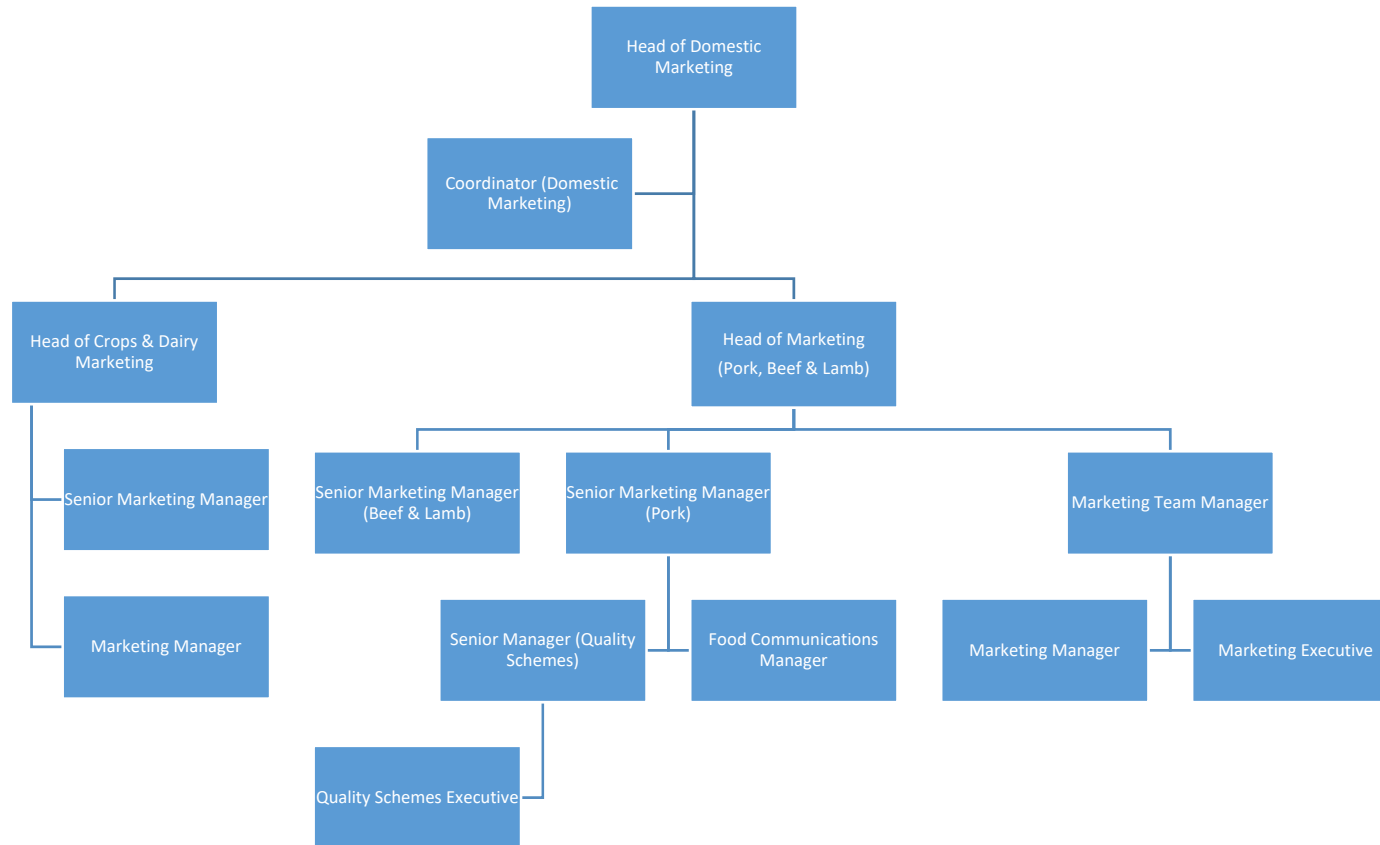 Head of Domestic
Marketing
Coordinator (Domestic
Marketing)
Head of Crops & Dairy
Marketing
Head of Marketing
(Pork, Beef & Lamb)
Senior Marketing Manager
Senior Marketing Manager
(Beef & Lamb)
Senior Marketing Manager
(Pork)
Marketing Team Manager
Marketing Manager
Senior Manager (Quality
Schemes)
Food Communications
Manager
Marketing Manager
Marketing Executive
Quality Schemes Executive